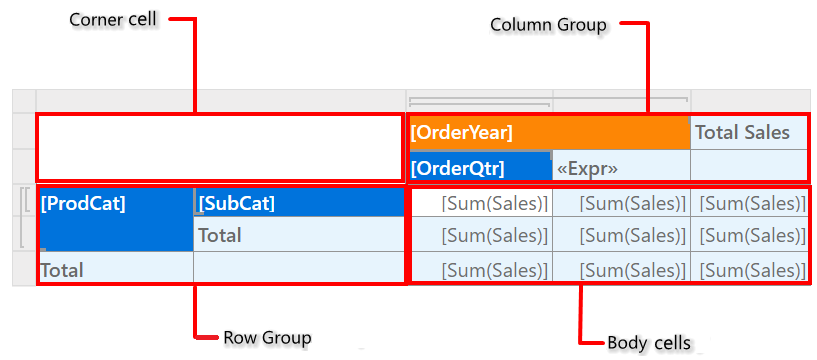 Corner cell
Column Group
[OrderYear] Total Sales
[OrderQtr] «Expr»
[ProdCat] [SubCat] [Sum(Sales)] [Sum(Sales)] [Sum(Sales)]
Total [Sum(Sales)] [Sum(Sales)] [Sum(Sales)]
Total [Sum(Sales)] [Sum(Sales)] [Sum(Sales)]
Row Group
Body cells